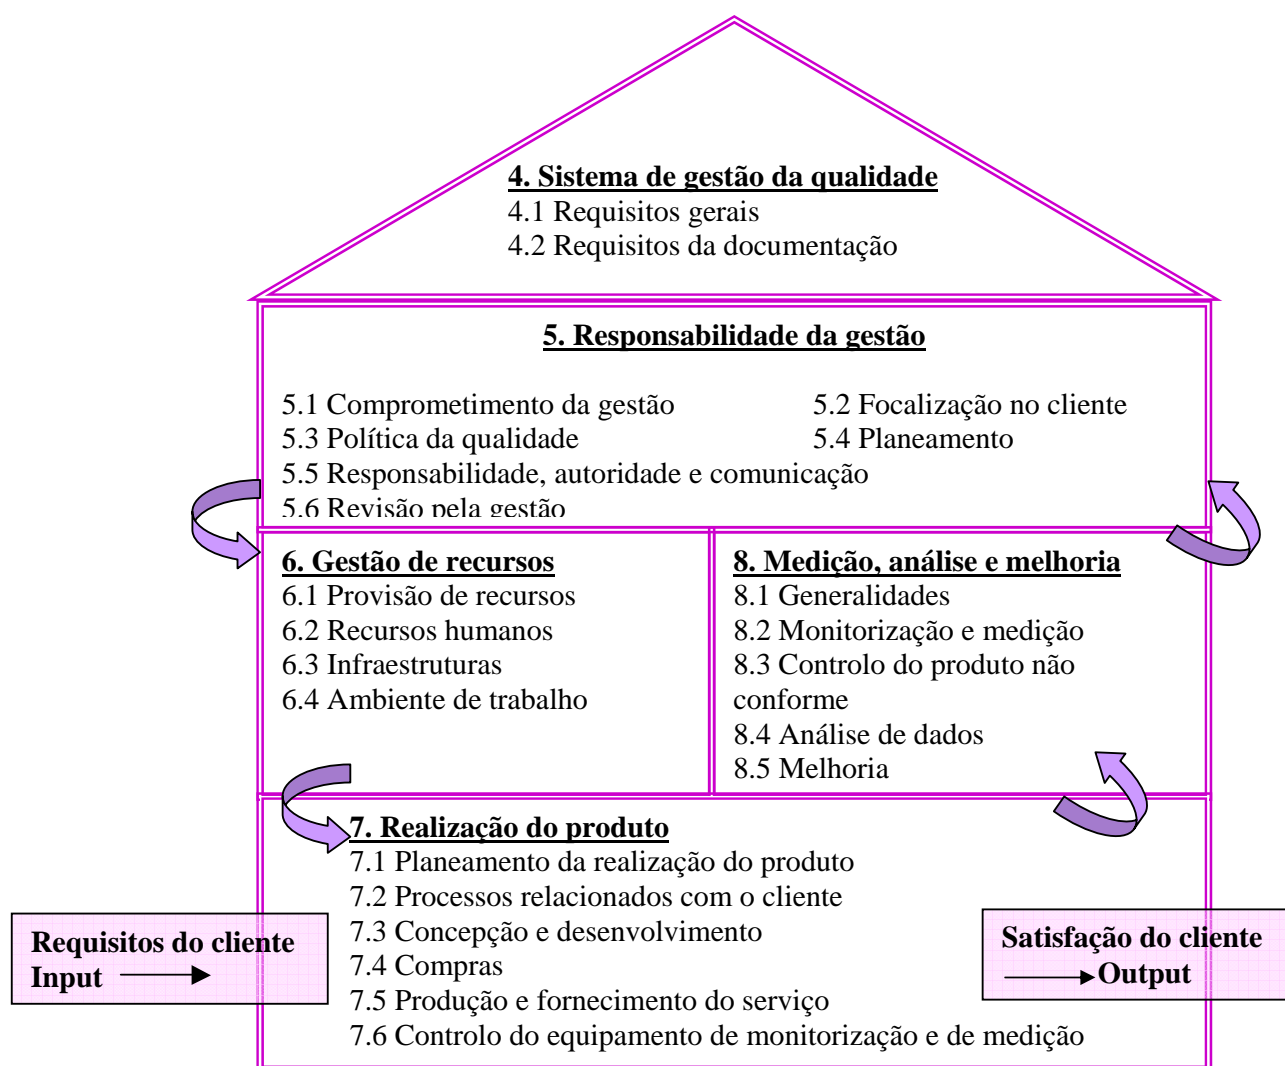 4. Sistema de gestão da qualidade
4.1 Requisitos gerais
4.2 Requisitos da documentação
5. Responsabilidade da gestão
5.1 Comprometimento da gestão 5.2 Focalização no cliente
5.3 Política da qualidade 5.4 Planeamento
5.5 Responsabilidade, autoridade e comunicação
5.6 Revisão pela gestão
6. Gestão de recursos
6.1 Provisão de recursos
6.2 Recursos humanos
6.3 Infraestruturas
6.4 Ambiente de trabalho
8. Medição, análise e melhoria
8.1 Generalidades
8.2 Monitorização e medição
8.3 Controlo do produto não
conforme
8.4 Análise de dados
8.5 Melhoria
7. Realização do produto
7.1 Planeamento da realização do produto
7.2 Processos relacionados com o cliente
7.3 Concepção e desenvolvimento
7.4 Compras
7.5 Produção e fornecimento do serviço
7.6 Controlo do equipamento de monitorização e de medição
Requisitos do cliente
Input
Satisfação do cliente
Output